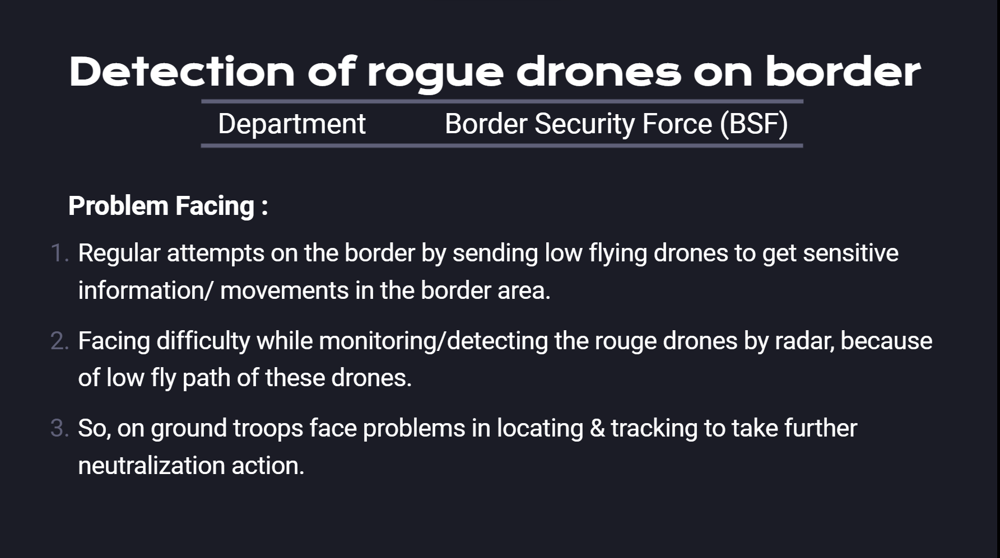 Detection of rogue drones on border
Department Border Security Force (BSF)
Problem Facing :
1. Regular attempts on the border by sending low flying drones to get sensitive
information/ movements in the border area.
2. Facing difficulty while monitoring/detecting the rouge drones by radar, because
of low fly path of these drones.
3. So, on ground troops face problems in locating & tracking to take further
neutralization action.